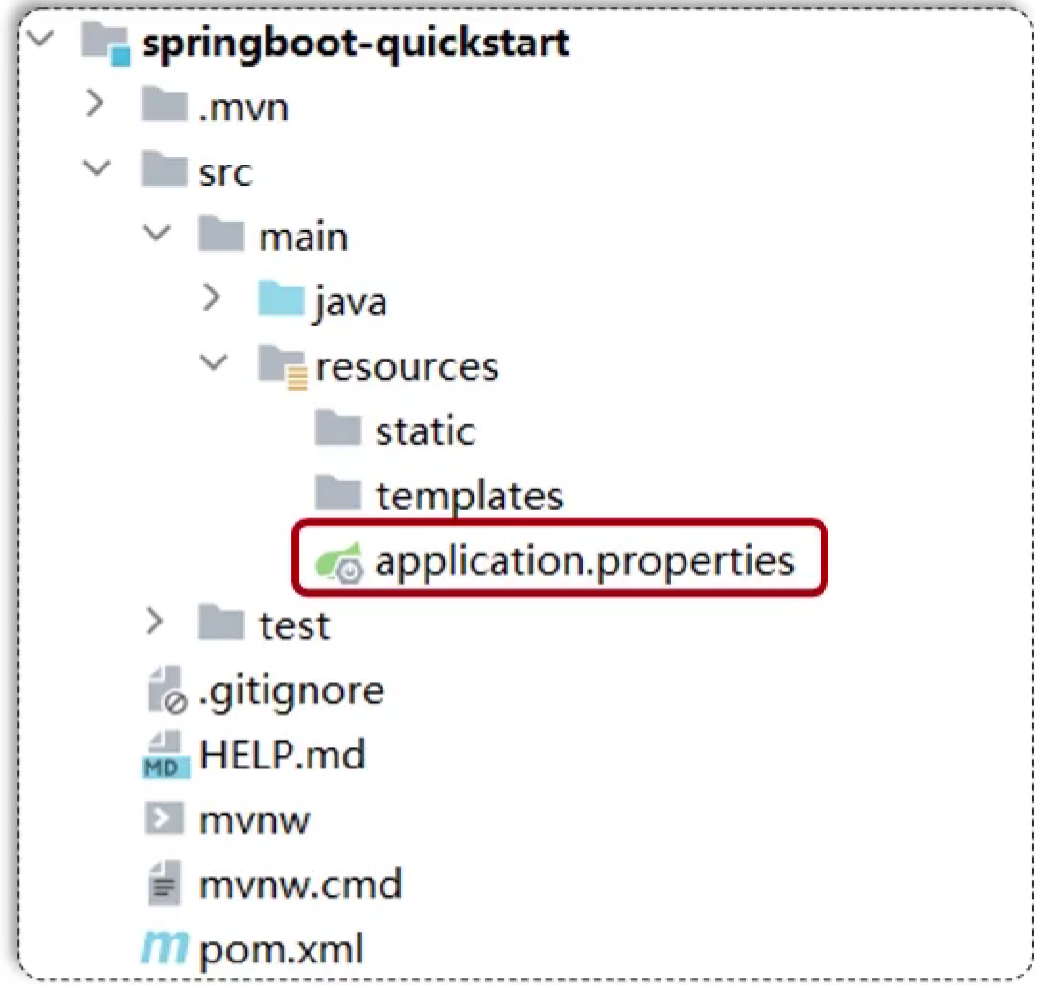 springboot-quickstart
.mvn
src
main
java
resources
static
templates
application.properties
test
.gitignore
HELP.md
MD
mvnw
mvnw.cmd
m pom.xml